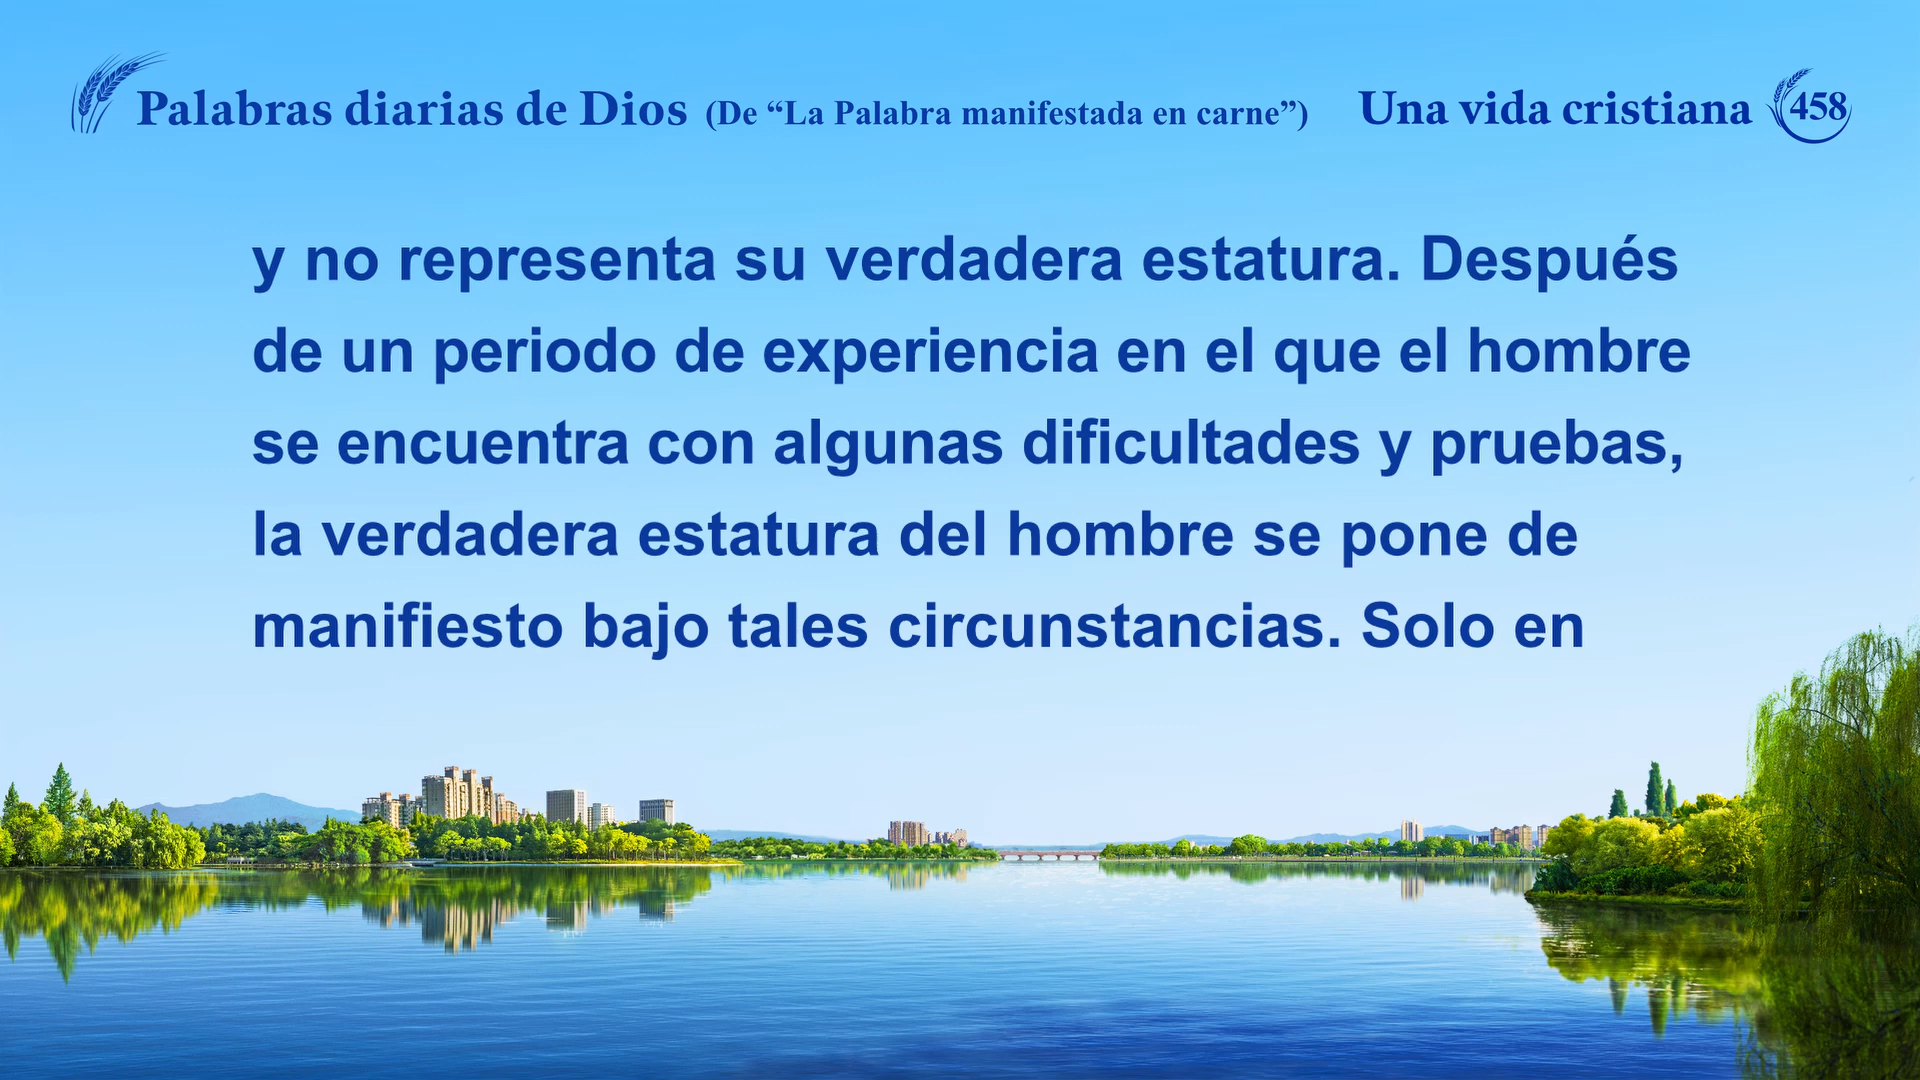 Palabras diarias de Dios (De “La Palabra manifestada en carne”) Una vida cristiana 458
y no representa su verdadera estatura. Después
de un periodo de experiencia en el que el hombre
se encuentra con algunas dificultades y pruebas,
la verdadera estatura del hombre se pone de
manifiesto bajo tales circunstancias. Solo en